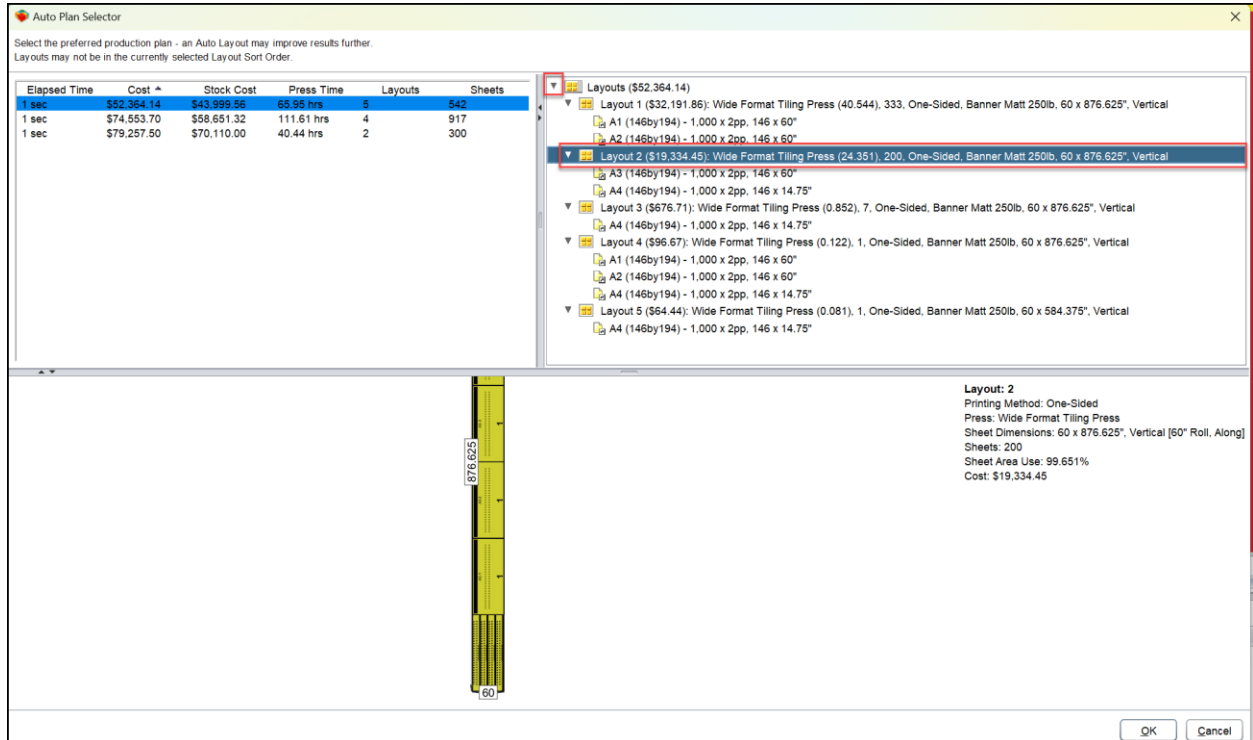 Auto Plan Selector
Select the preferred production plan - an Auto Layout may improve results further.
Layouts may not be in the currently selected Layout Sort Order.
Elapsed Time Cost Stock Cost Press Time Layouts Sheets
1 sec $52,364.14 $43,999.56 65.95 hrs 5 542
1 sec $74,553.70 $58,651.32 111.61 hrs 4 917
1 sec $79,257.50 $70,110.00 40.44 hrs 2 300
Layouts ($52,364.14)
Layout 1 ($32,191.86): Wide Format Tiling Press (40.544), 333, One-Sided, Banner Matt 250lb, 60 x 876.625", Vertical
A1 (146by194) - 1,000 x 2pp, 146 x 60"
A2 (146by194) - 1,000 x 2pp, 146 x 60"
Layout 2 ($19,334.45): Wide Format Tiling Press (24.351), 200, One-Sided, Banner Matt 250lb, 60 x 876.625", Vertical
A3 (146by194) - 1,000 x 2pp, 146 x 60"
A4 (146by194) - 1,000 x 2pp, 146 x 14.75"
Layout 3 ($676.71): Wide Format Tiling Press (0.852), 7, One-Sided, Banner Matt 250lb, 60 x 876.625", Vertical
A4 (146by194) - 1,000 x 2pp, 146 x 14.75"
Layout 4 ($96.67): Wide Format Tiling Press (0.122), 1, One-Sided, Banner Matt 250lb, 60 x 876.625", Vertical
A1 (146by194) - 1,000 x 2pp, 146 x 60"
A2 (146by194) - 1,000 x 2pp, 146 x 60"
A4 (146by194) - 1,000 x 2pp, 146 x 14.75"
Layout 5 ($64.44): Wide Format Tiling Press (0.081), 1, One-Sided, Banner Matt 250lb, 60 x 584.375", Vertical
A4 (146by194) - 1,000 x 2pp, 146 x 14.75"
876.625
1
1
1
60
Layout: 2
Printing Method: One-Sided
Press: Wide Format Tiling Press
Sheet Dimensions: 60 x 876.625", Vertical [60" Roll, Along]
Sheets: 200
Sheet Area Use: 99.651%
Cost: $19,334.45
OK
Cancel